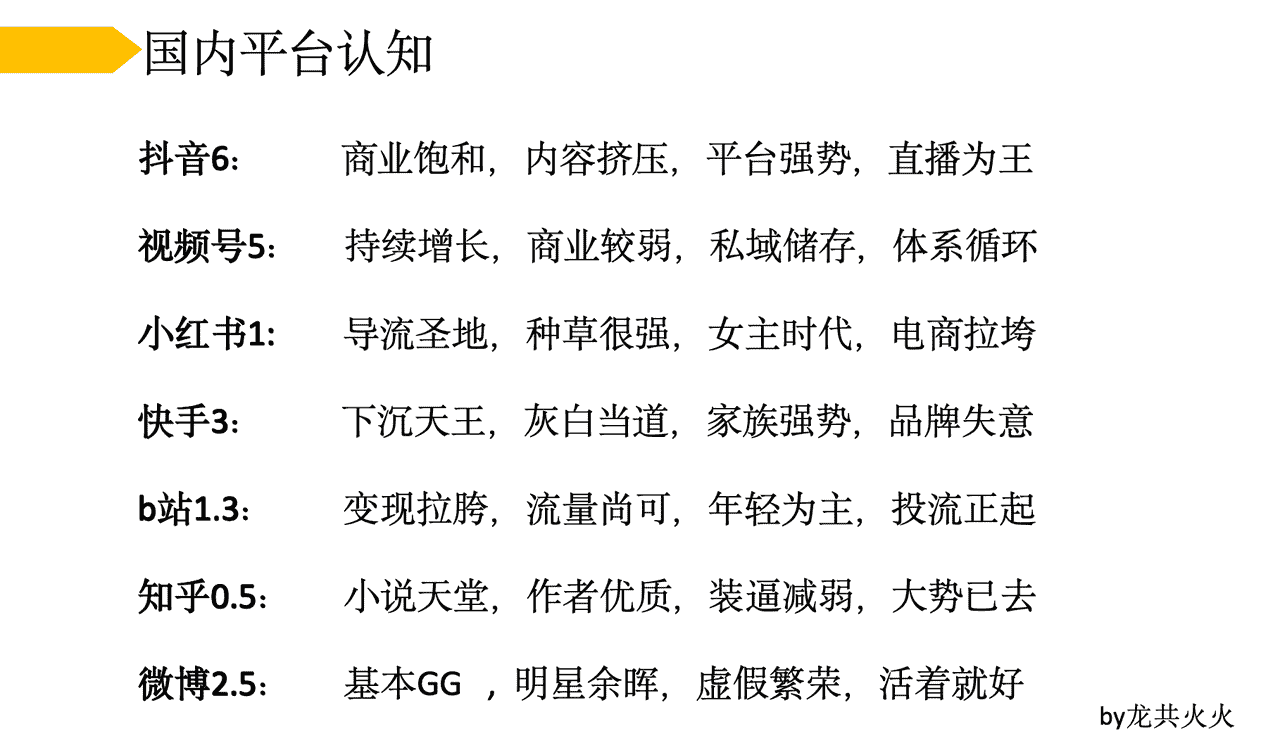 国内平台认知
抖音6： 商业饱和，内容挤压，平台强势，直播为王
视频号5： 持续增长，商业较弱，私域储存，体系循环
小红书1: 导流圣地，种草很强，女主时代，电商拉垮
快手3： 下沉天王，灰白当道，家族强势，品牌失意
b站1.3： 变现拉胯，流量尚可，年轻为主，投流正起
知乎0.5： 小说天堂，作者优质，装逼减弱，大势已去
微博2.5： 基本GG ，明星余晖，虚假繁荣，活着就好
by龙共火火